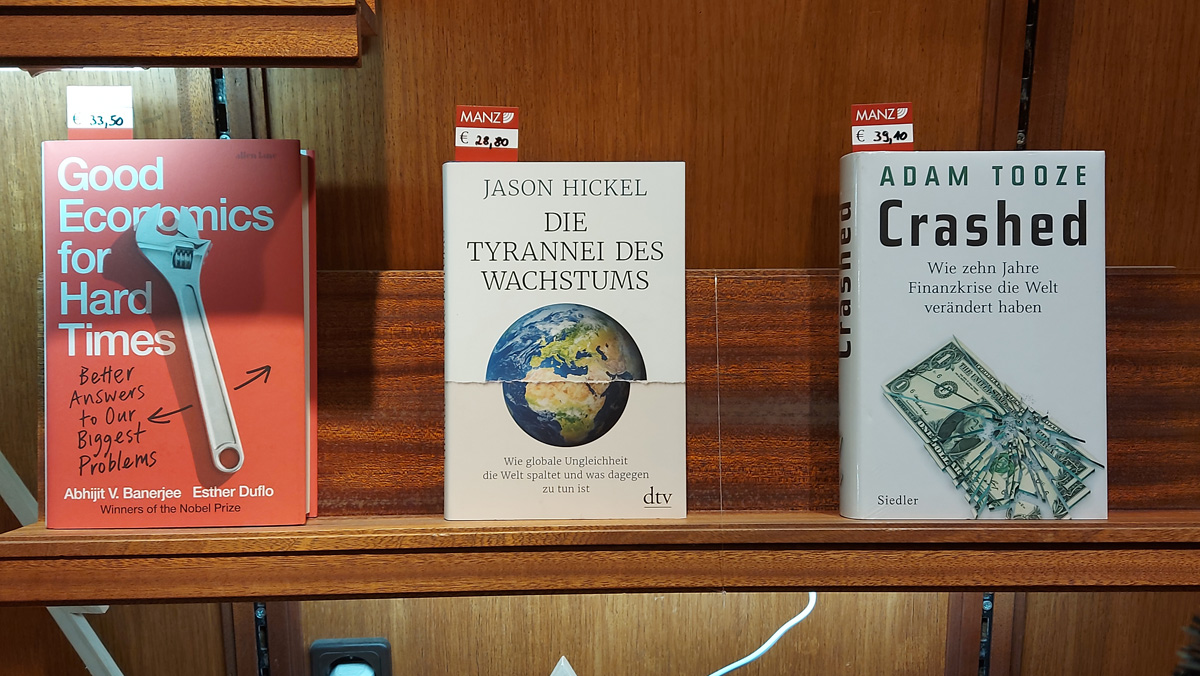 € 33,50
Good
Economics
for
Hard
Times
Better
Answers
to Our
Biggest
Problems
Abhijit V. Banerjee Esther Duflo
Winners of the Nobel Prize
MANZ
€ 28,80
JASON HICKEL
DIE
TYRANNEI DES
WACHSTUMS
Wie globale Ungleichheit
die Welt spaltet und was dagegen
zu tun ist
dtv
MANZ
€ 39,10
Crashed
ADAM TOOZE
Crashed
Wie zehn Jahre
Finanzkrise die Welt
verändert haben
Siedler